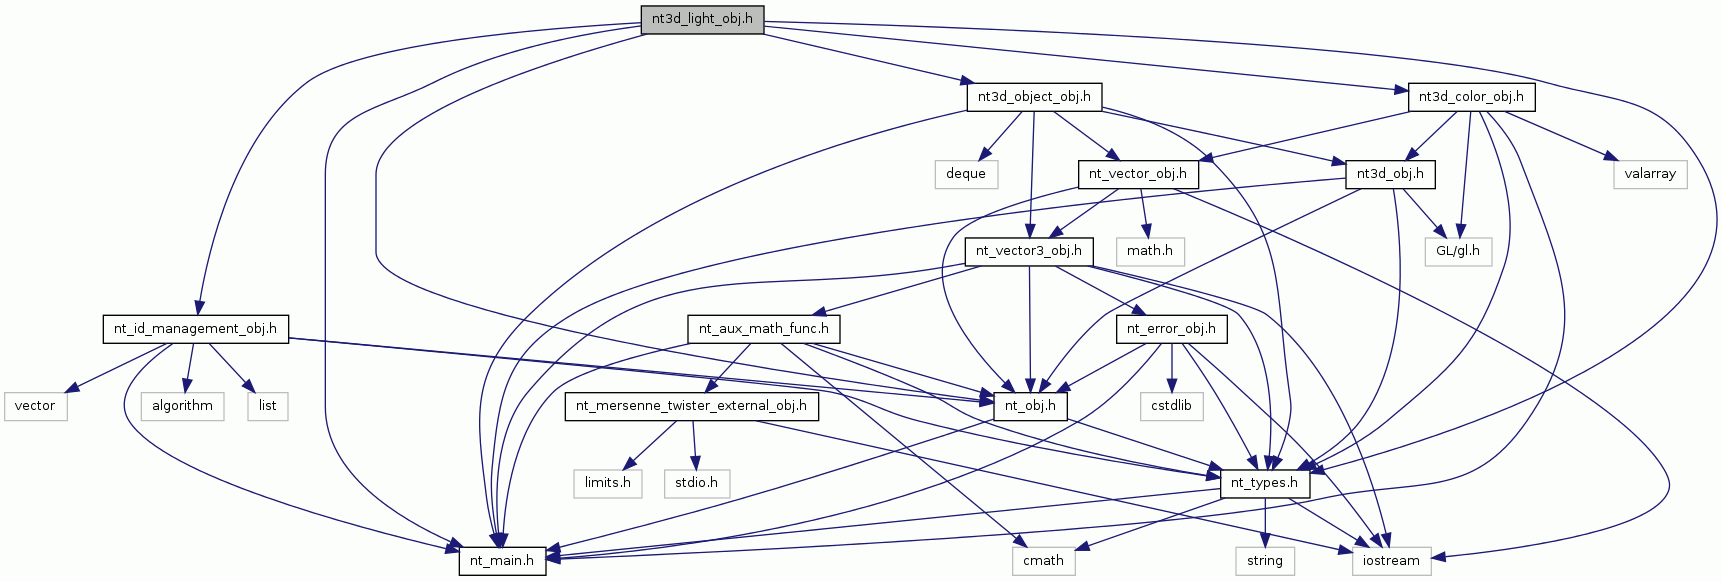 nt3d_light_obj.h
nt3d_object_obj.h
nt3d_color_obj.h
deque
nt_vector_obj.h
nt3d_obj.h
valarray
nt_vector3_obj.h
math.h
GL/gl.h
nt_id_management_obj.h
nt_aux_math_func.h
nt_error_obj.h
vector
algorithm
list
nt_mersenne_twister_external_obj.h
nt_obj.h
cstdlib
limits.h
stdio.h
nt_types.h
nt_main.h
cmath
string
iostream